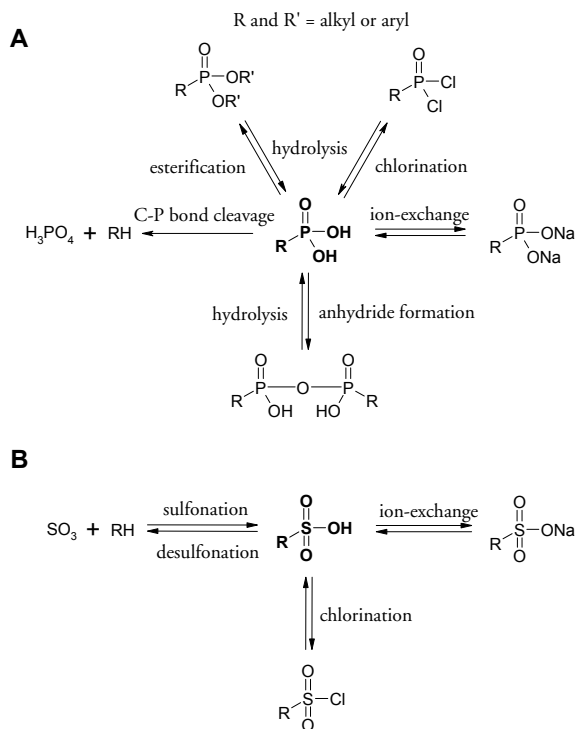 R and R' = alkyl or aryl
A
O
R P OR'
OR'
O
R P Cl
Cl
hydrolysis
esterification
chlorination
C-P bond cleavage
H₃PO₄ + RH
O
R P OH
OH
ion-exchange
O
R P ONa
ONa
hydrolysis
anhydride formation
O O
R P O P R
OH HO
B
SO₃ + RH
sulfonation
desulfonation
O
R S OH
O
ion-exchange
O
R S ONa
O
chlorination
O
R S Cl
O